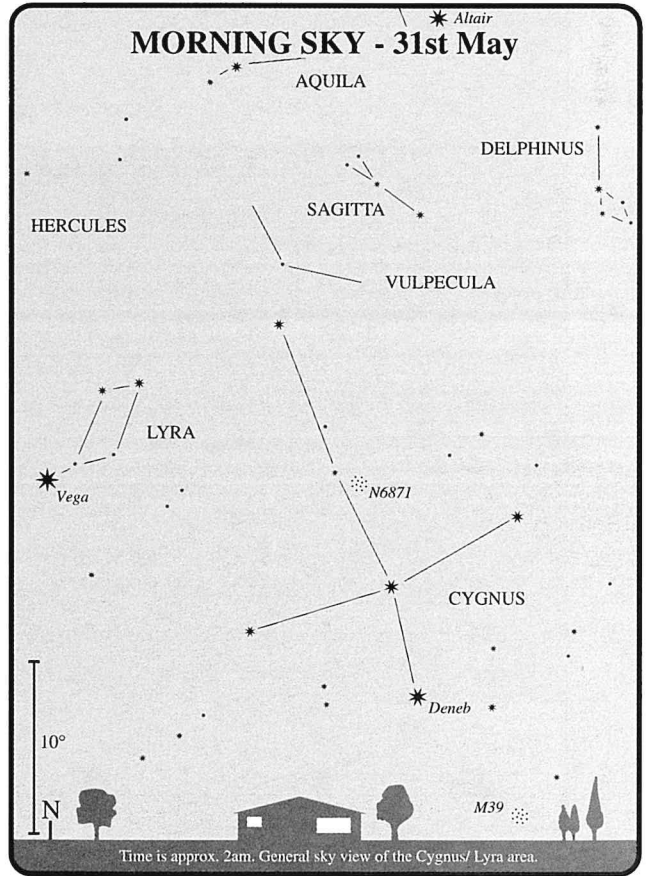 Altair
MORNING SKY - 31st May
AQUILA
DELPHINUS
SAGITTA
HERCULES
VULPECULA
LYRA
Vega
N6871
CYGNUS
Deneb
10°
N
M39
Time is approx. 2am. General sky view of the Cygnus/ Lyra area.